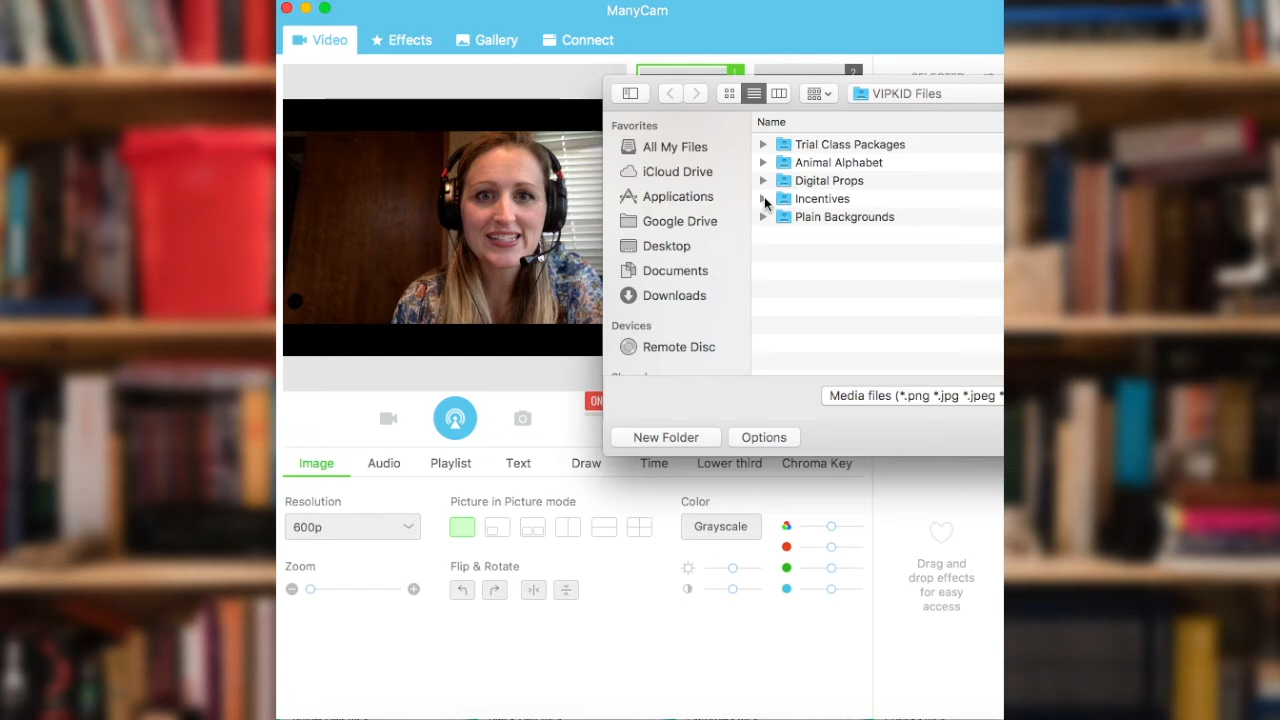 ManyCam
Video
Effects
Gallery
Connect
1
2
VIPKID Files
Favorites
All My Files
iCloud Drive
Applications
Google Drive
Desktop
Documents
Downloads
Devices
Remote Disc
Name
Trial Class Packages
Animal Alphabet
Digital Props
Incentives
Plain Backgrounds
Media files (*.png *.jpg *.jpeg *
New Folder
Options
ON
Image
Audio
Playlist
Text
Draw
Time
Lower third
Chroma Key
Resolution
600p
Zoom
Picture in Picture mode
Flip & Rotate
Color
Grayscale
Drag and
drop effects
for easy
access